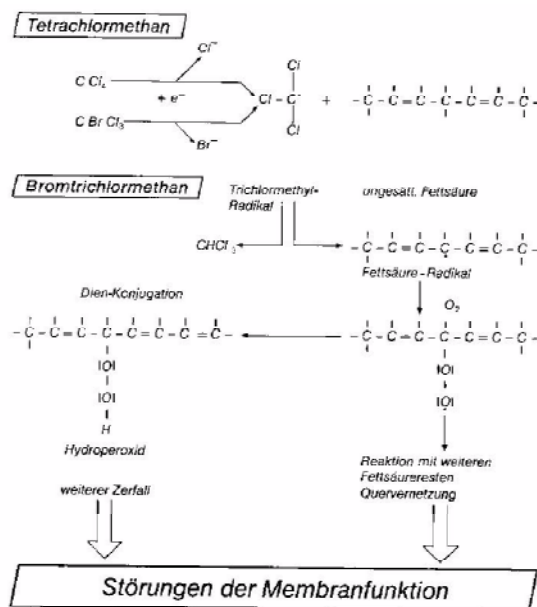 Tetrachlormethan
Cl⁻
C Cl₄
+ e⁻
C Br Cl₃
Br⁻
Cl
Cl - C·
Cl
+
- C - C = C - C - C = C - C -
Bromtrichlormethan
Trichlormethyl-
Radikal
ungesätt. Fettsäure
CHCl₃
- C - C = C - C - C = C - C -
Fettsäure - Radikal
O₂
Dien-Konjugation
- C - C = C - C - C = C - C = C -
- C - C = C - C - C = C - C -
|O|
|O|
H
|O|
|O|
Hydroperoxid
weiterer Zerfall
Reaktion mit weiteren
Fettsäureresten
Quervernetzung
Störungen der Membranfunktion